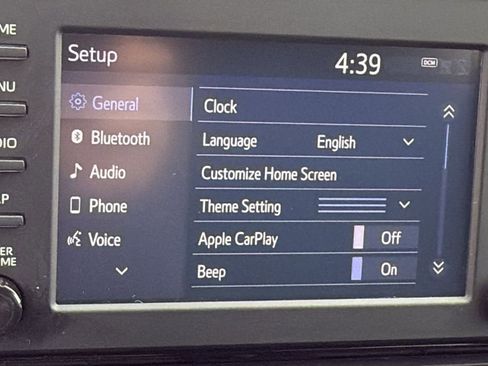 Setup
4:39
DCM
General
Bluetooth
Audio
Phone
Voice
Clock
Language English
Customize Home Screen
Theme Setting
Apple CarPlay Off
Beep On